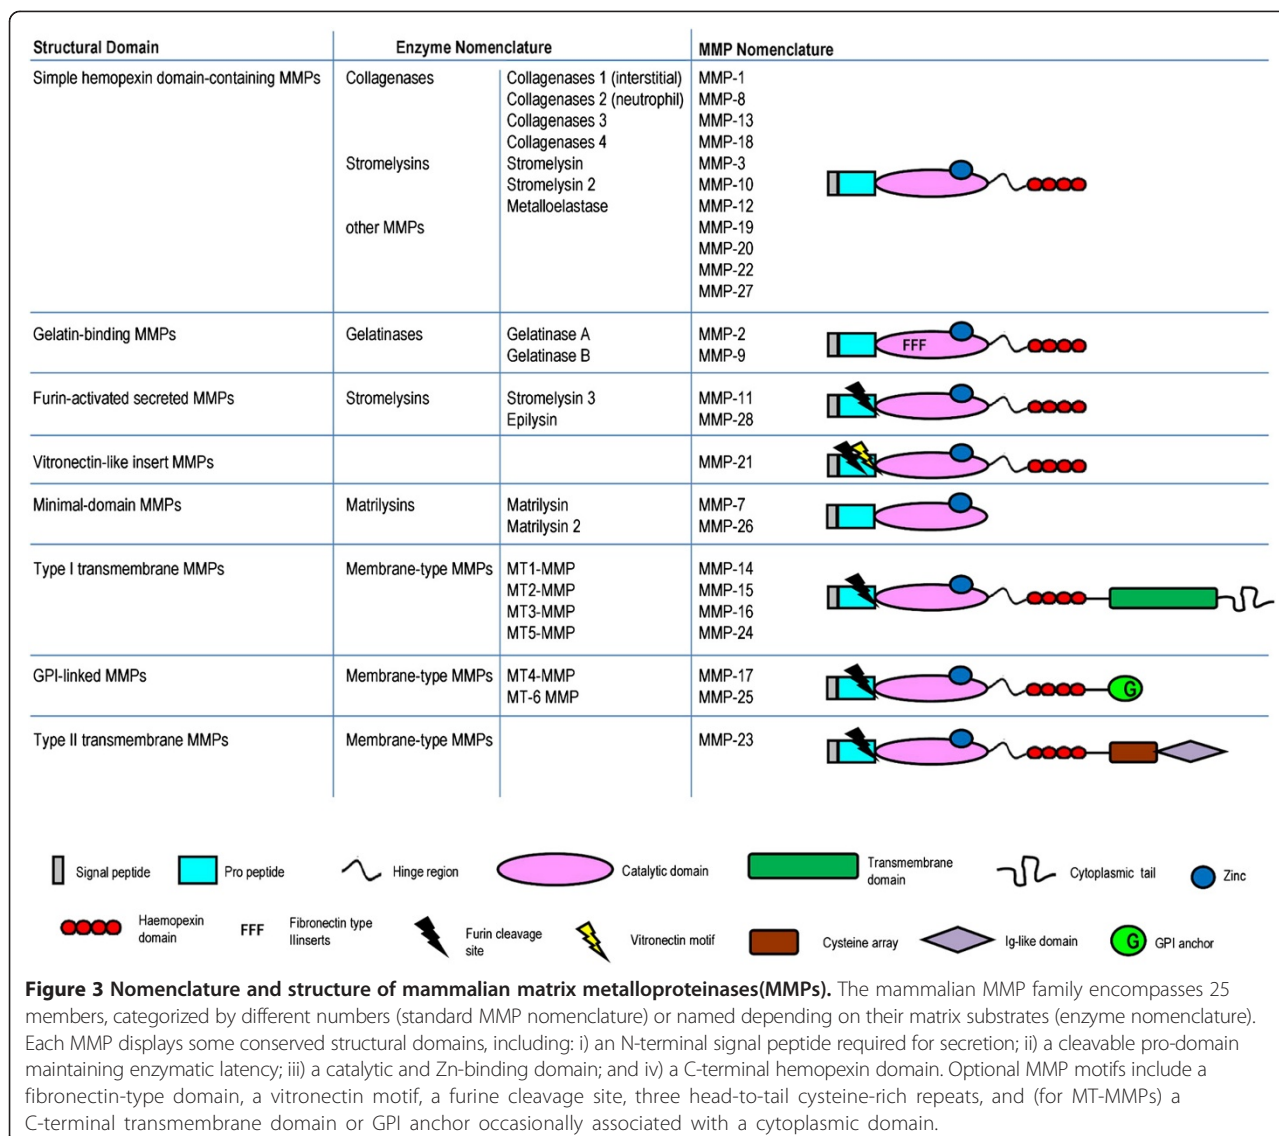 Structural Domain Enzyme Nomenclature MMP Nomenclature
Simple hemopexin domain-containing MMPs Collagenases Collagenases 1 (interstitial) MMP-1
Collagenases 2 (neutrophil) MMP-8
Collagenases 3 MMP-13
Collagenases 4 MMP-18
Stromelysins Stromelysin MMP-3
Stromelysin 2 MMP-10
Metalloelastase MMP-12
other MMPs MMP-19
MMP-20
MMP-22
MMP-27
Gelatin-binding MMPs Gelatinases Gelatinase A MMP-2
FFF
Gelatinase B MMP-9
Furin-activated secreted MMPs Stromelysins Stromelysin 3 MMP-11
Epilysin MMP-28
Vitronectin-like insert MMPs MMP-21
Minimal-domain MMPs Matrilysins Matrilysin MMP-7
Matrilysin 2 MMP-26
Type I transmembrane MMPs Membrane-type MMPs MT1-MMP MMP-14
MT2-MMP MMP-15
MT3-MMP MMP-16
MT5-MMP MMP-24
GPI-linked MMPs Membrane-type MMPs MT4-MMP MMP-17
G
MT-6 MMP MMP-25
Type II transmembrane MMPs Membrane-type MMPs MMP-23
Signal peptide Pro peptide Hinge region Catalytic domain Transmembrane
domain Cytoplasmic tail Zinc
Haemopexin
domain FFF Fibronectin type
IIinserts Furin cleavage
site Vitronectin motif Cysteine array Ig-like domain G GPI anchor
Figure 3 Nomenclature and structure of mammalian matrix metalloproteinases(MMPs). The mammalian MMP family encompasses 25
members, categorized by different numbers (standard MMP nomenclature) or named depending on their matrix substrates (enzyme nomenclature).
Each MMP displays some conserved structural domains, including: i) an N-terminal signal peptide required for secretion; ii) a cleavable pro-domain
maintaining enzymatic latency; iii) a catalytic and Zn-binding domain; and iv) a C-terminal hemopexin domain. Optional MMP motifs include a
fibronectin-type domain, a vitronectin motif, a furine cleavage site, three head-to-tail cysteine-rich repeats, and (for MT-MMPs) a
C-terminal transmembrane domain or GPI anchor occasionally associated with a cytoplasmic domain.